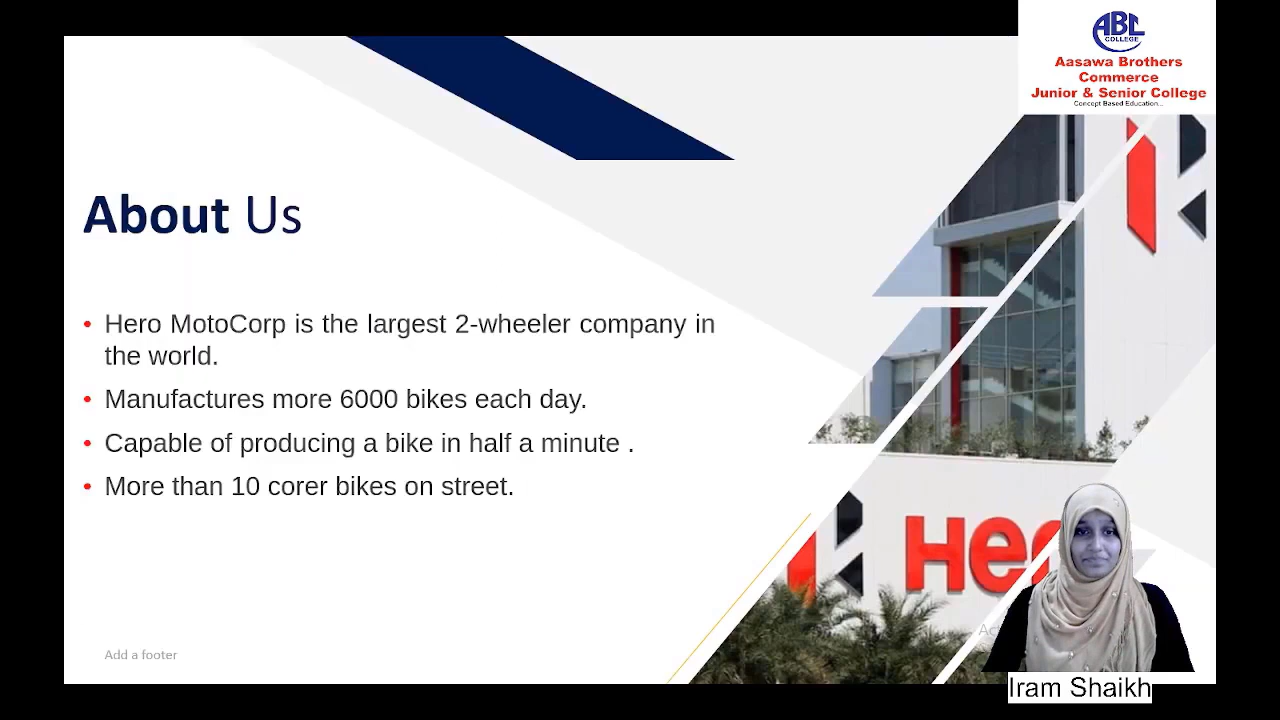 ABC
COLLEGE
Aasawa Brothers
Commerce
Junior & Senior College
Concept Based Education...
About Us
• Hero MotoCorp is the largest 2-wheeler company in
the world.
• Manufactures more 6000 bikes each day.
• Capable of producing a bike in half a minute .
• More than 10 corer bikes on street.
Add a footer
Iram Shaikh